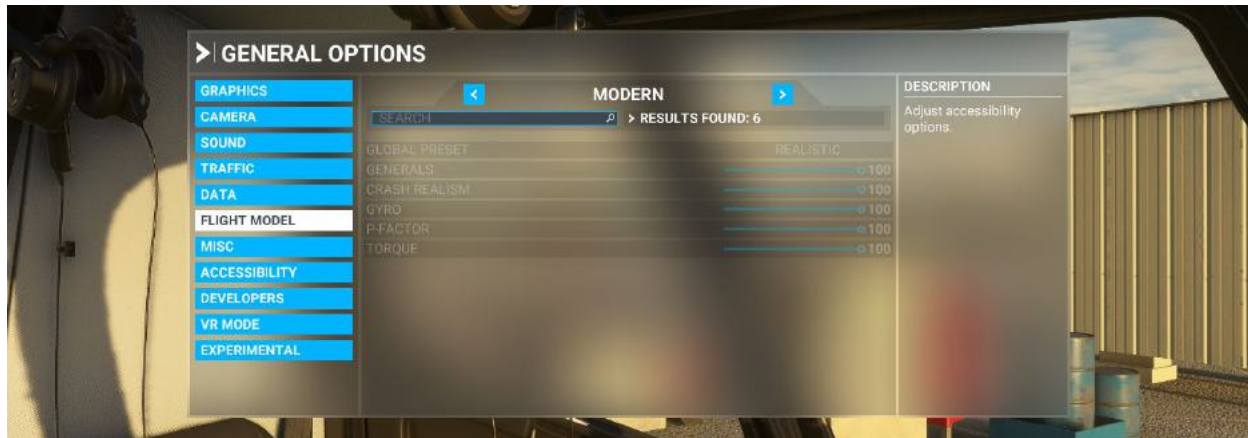 GENERAL OPTIONS
GRAPHICS
CAMERA
SOUND
TRAFFIC
DATA
FLIGHT MODEL
MISC
ACCESSIBILITY
DEVELOPERS
VR MODE
EXPERIMENTAL
MODERN
SEARCH > RESULTS FOUND: 6
GLOBAL PRESET REALISTIC
GENERALS 100
CRASH REALISM 100
GYRO 100
P-FACTOR 100
TORQUE 100
DESCRIPTION
Adjust accessibility
options.